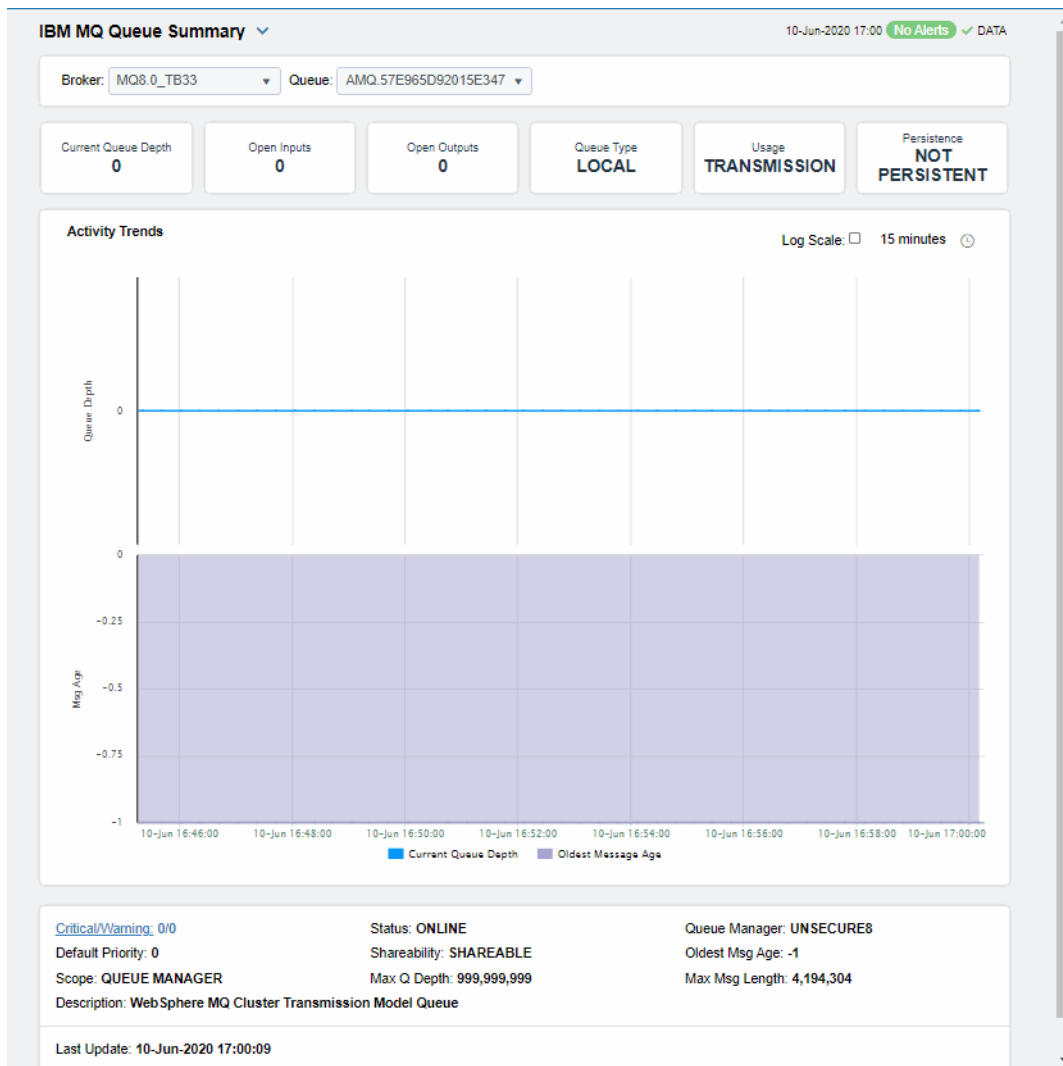 IBM MQ Queue Summary
10-Jun-2020 17:00 No Alerts DATA
Broker: MQ8.0_TB33 Queue: AMQ.57E965D92015E347
Current Queue Depth
0
Open Inputs
0
Open Outputs
0
Queue Type
LOCAL
Usage
TRANSMISSION
Persistence
NOT
PERSISTENT
Activity Trends
Log Scale: 15 minutes
Queue Depth
0
Msg Age
0
-0.25
-0.5
-0.75
-1
10-Jun 16:46:00 10-Jun 16:48:00 10-Jun 16:50:00 10-Jun 16:52:00 10-Jun 16:54:00 10-Jun 16:56:00 10-Jun 16:58:00 10-Jun 17:00:00
Current Queue Depth Oldest Message Age
Critical/Warning: 0/0 Status: ONLINE Queue Manager: UNSECURE8
Default Priority: 0 Shareability: SHAREABLE Oldest Msg Age: -1
Scope: QUEUE MANAGER Max Q Depth: 999,999,999 Max Msg Length: 4,194,304
Description: WebSphere MQ Cluster Transmission Model Queue
Last Update: 10-Jun-2020 17:00:09